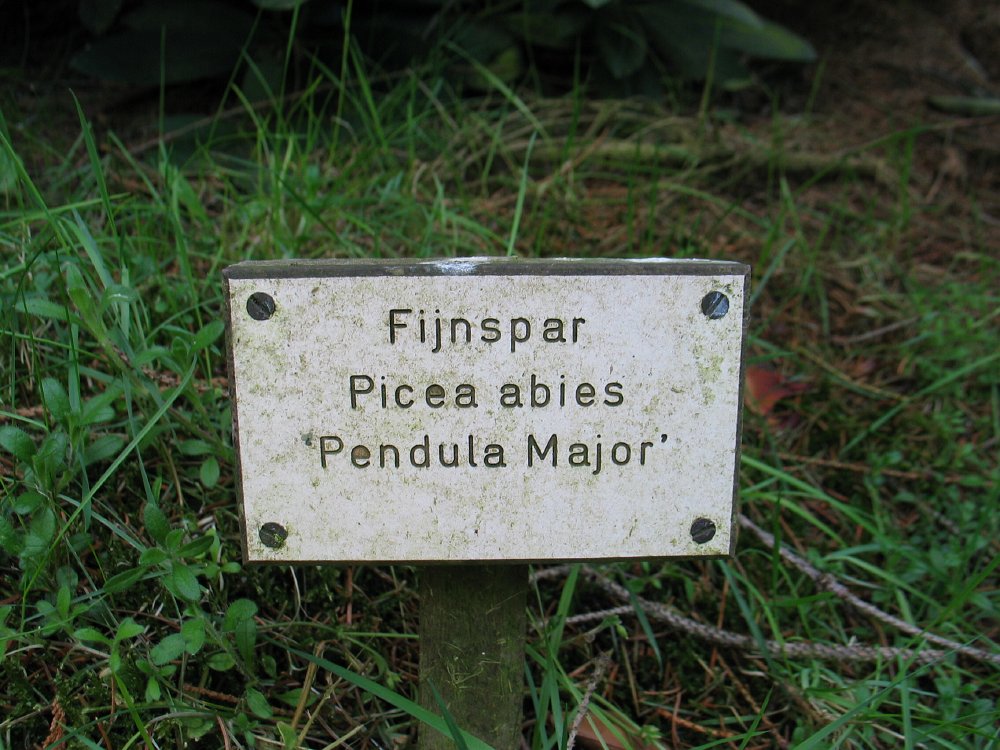 Fijnspar
Picea abies
'Pendula Major'